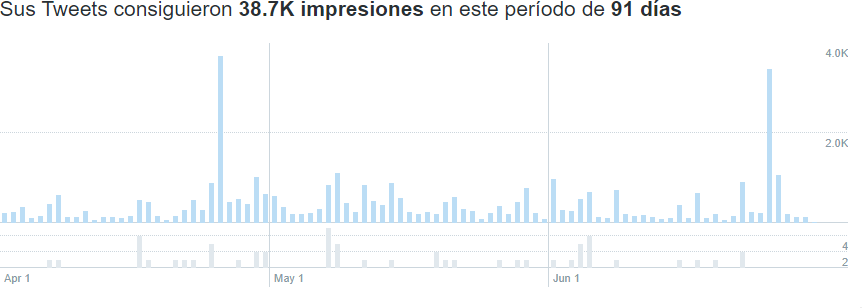 Sus Tweets consiguieron 38.7K impresiones en este período de 91 días
4.0K
2.0K
4
2
Apr 1 May 1 Jun 1